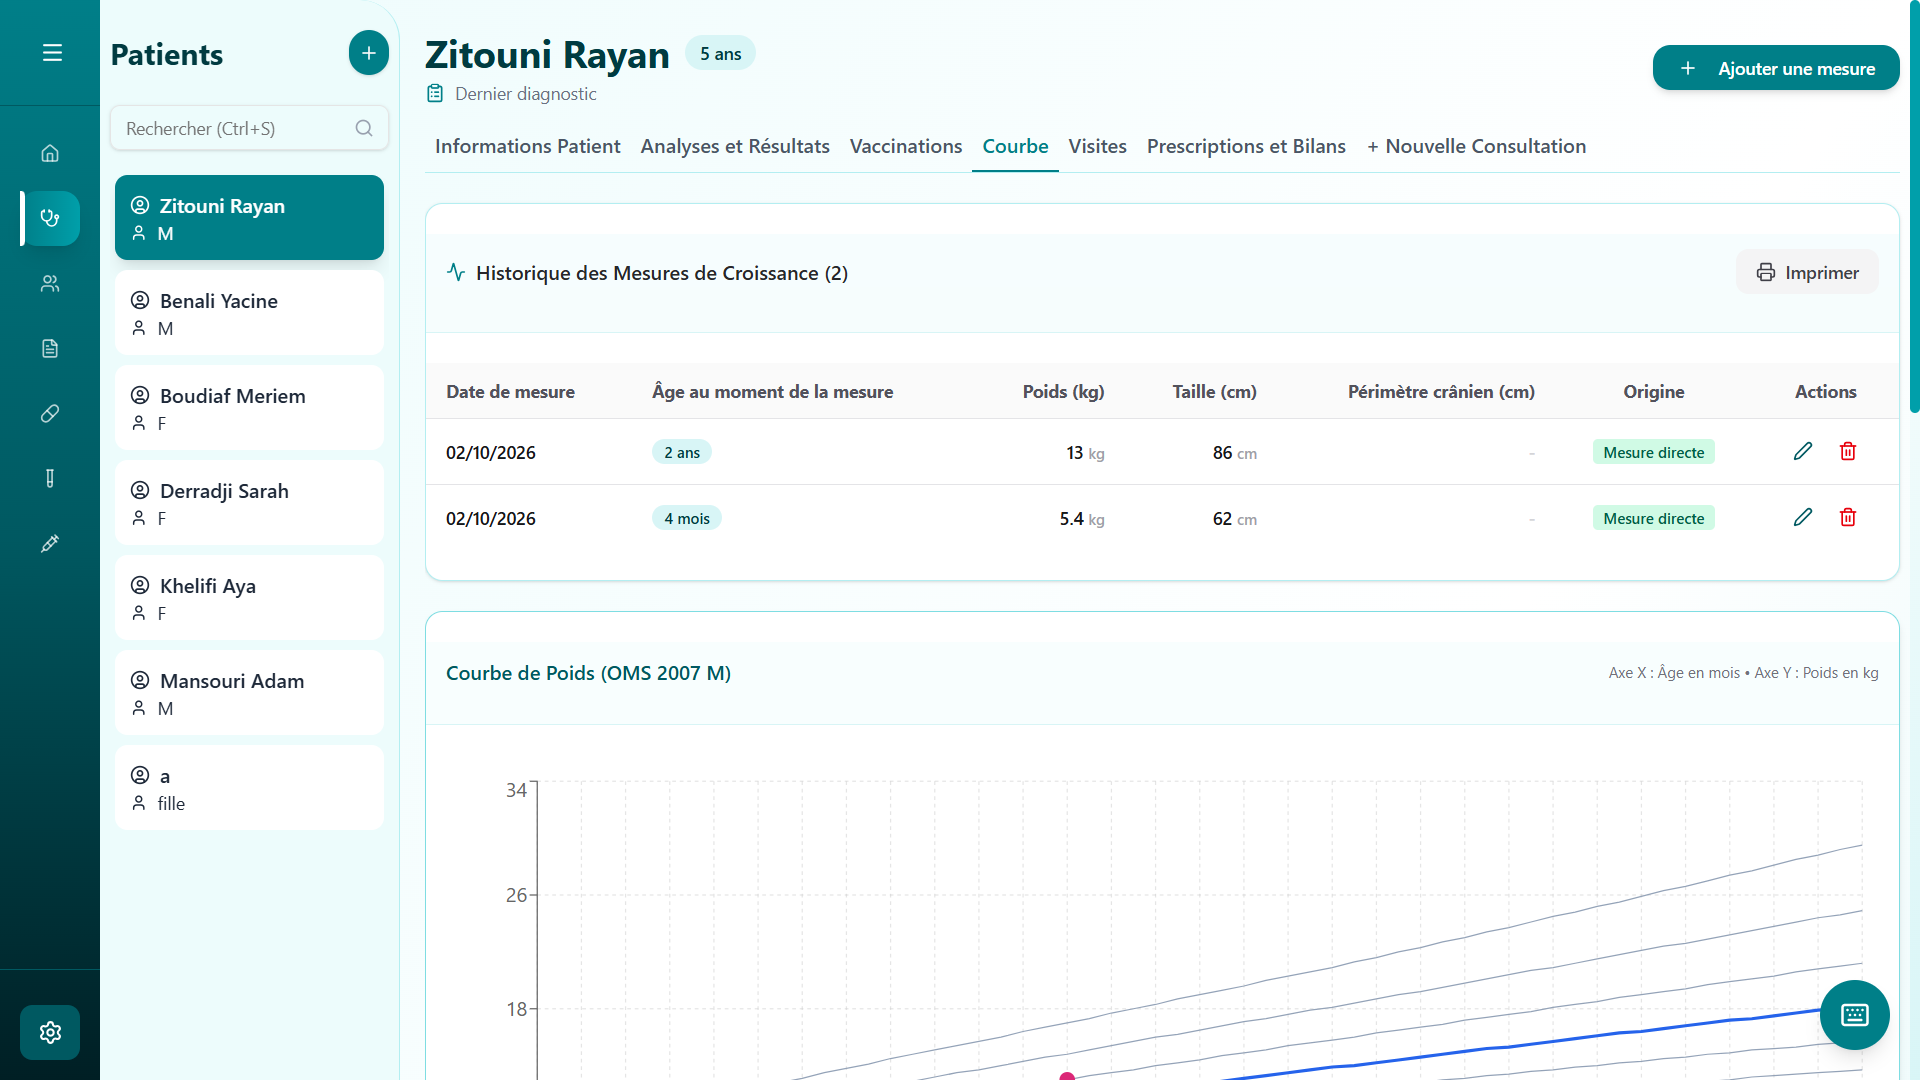 Patients
Rechercher (Ctrl+S)
Zitouni Rayan
M
Benali Yacine
M
Boudiaf Meriem
F
Derradji Sarah
F
Khelifi Aya
F
Mansouri Adam
M
a
fille
Zitouni Rayan 5 ans
Dernier diagnostic
Ajouter une mesure
Informations Patient Analyses et Résultats Vaccinations Courbe Visites Prescriptions et Bilans + Nouvelle Consultation
Historique des Mesures de Croissance (2) Imprimer
Date de mesure Âge au moment de la mesure Poids (kg) Taille (cm) Périmètre crânien (cm) Origine Actions
02/10/2026 2 ans 13 kg 86 cm - Mesure directe
02/10/2026 4 mois 5.4 kg 62 cm - Mesure directe
Courbe de Poids (OMS 2007 M) Axe X : Âge en mois • Axe Y : Poids en kg
34
26
18